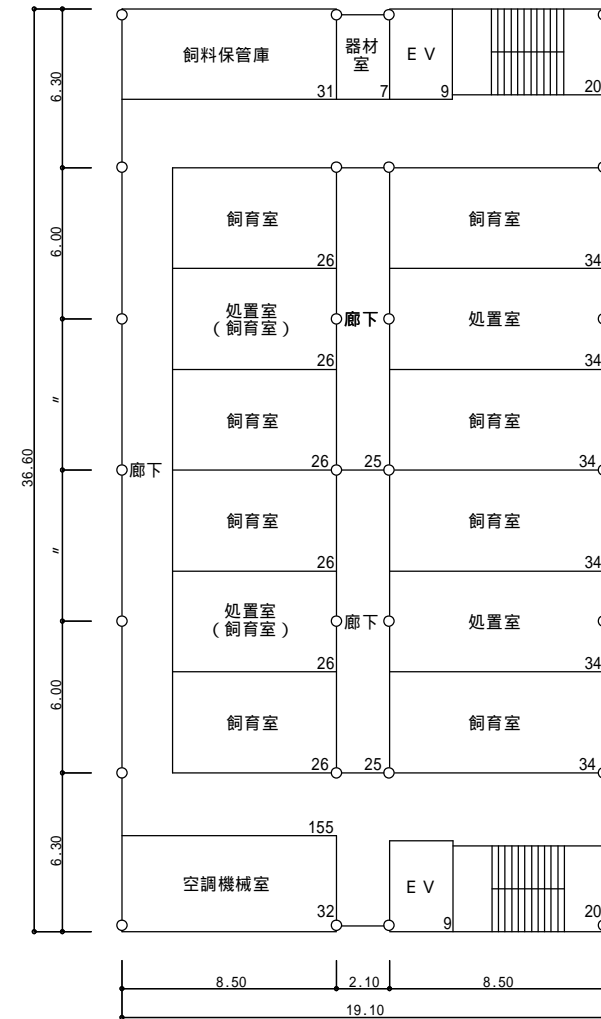 飼料保管庫
31
器材
室
7
ＥＶ
9
20
6.30
飼育室
26
飼育室
34
6.00
処置室
（飼育室）
26
廊下
処置室
34
〃
飼育室
26
25
飼育室
34
36.60
廊下
飼育室
26
飼育室
34
〃
処置室
（飼育室）
26
廊下
処置室
34
6.00
飼育室
26
25
飼育室
34
155
6.30
空調機械室
32
ＥＶ
9
20
8.50
2.10
8.50
19.10